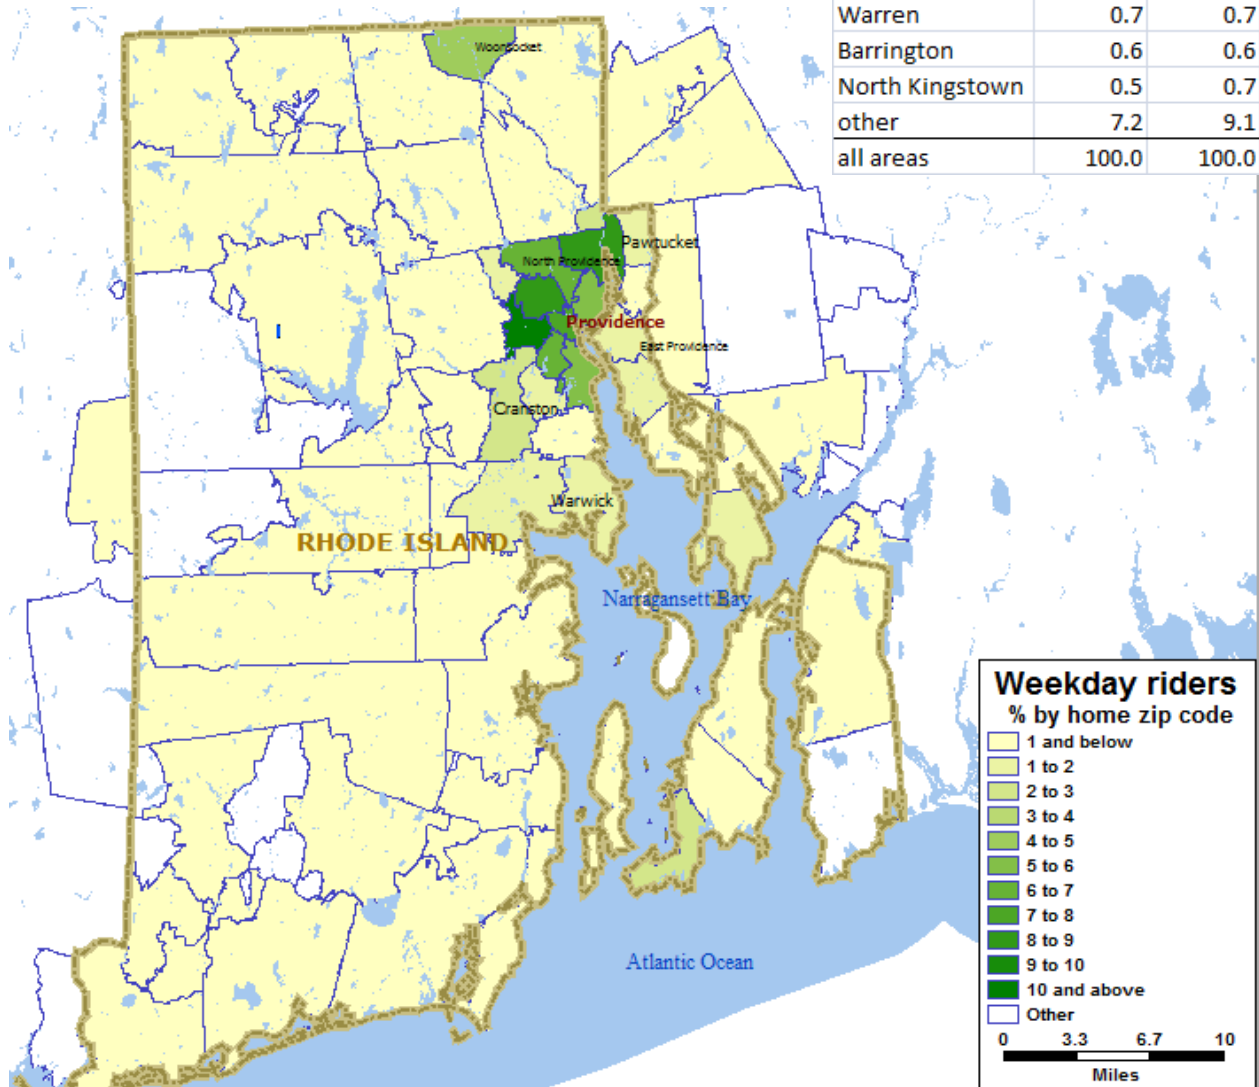 Warren 0.7 0.7
Barrington 0.6 0.6
North Kingstown 0.5 0.7
other 7.2 9.1
all areas 100.0 100.0
Woonsocket
Pawtucket
North Providence
Providence
East Providence
Cranston
Warwick
RHODE ISLAND
Narragansett Bay
Atlantic Ocean
Weekday riders
% by home zip code
1 and below
1 to 2
2 to 3
3 to 4
4 to 5
5 to 6
6 to 7
7 to 8
8 to 9
9 to 10
10 and above
Other
0 3.3 6.7 10
Miles